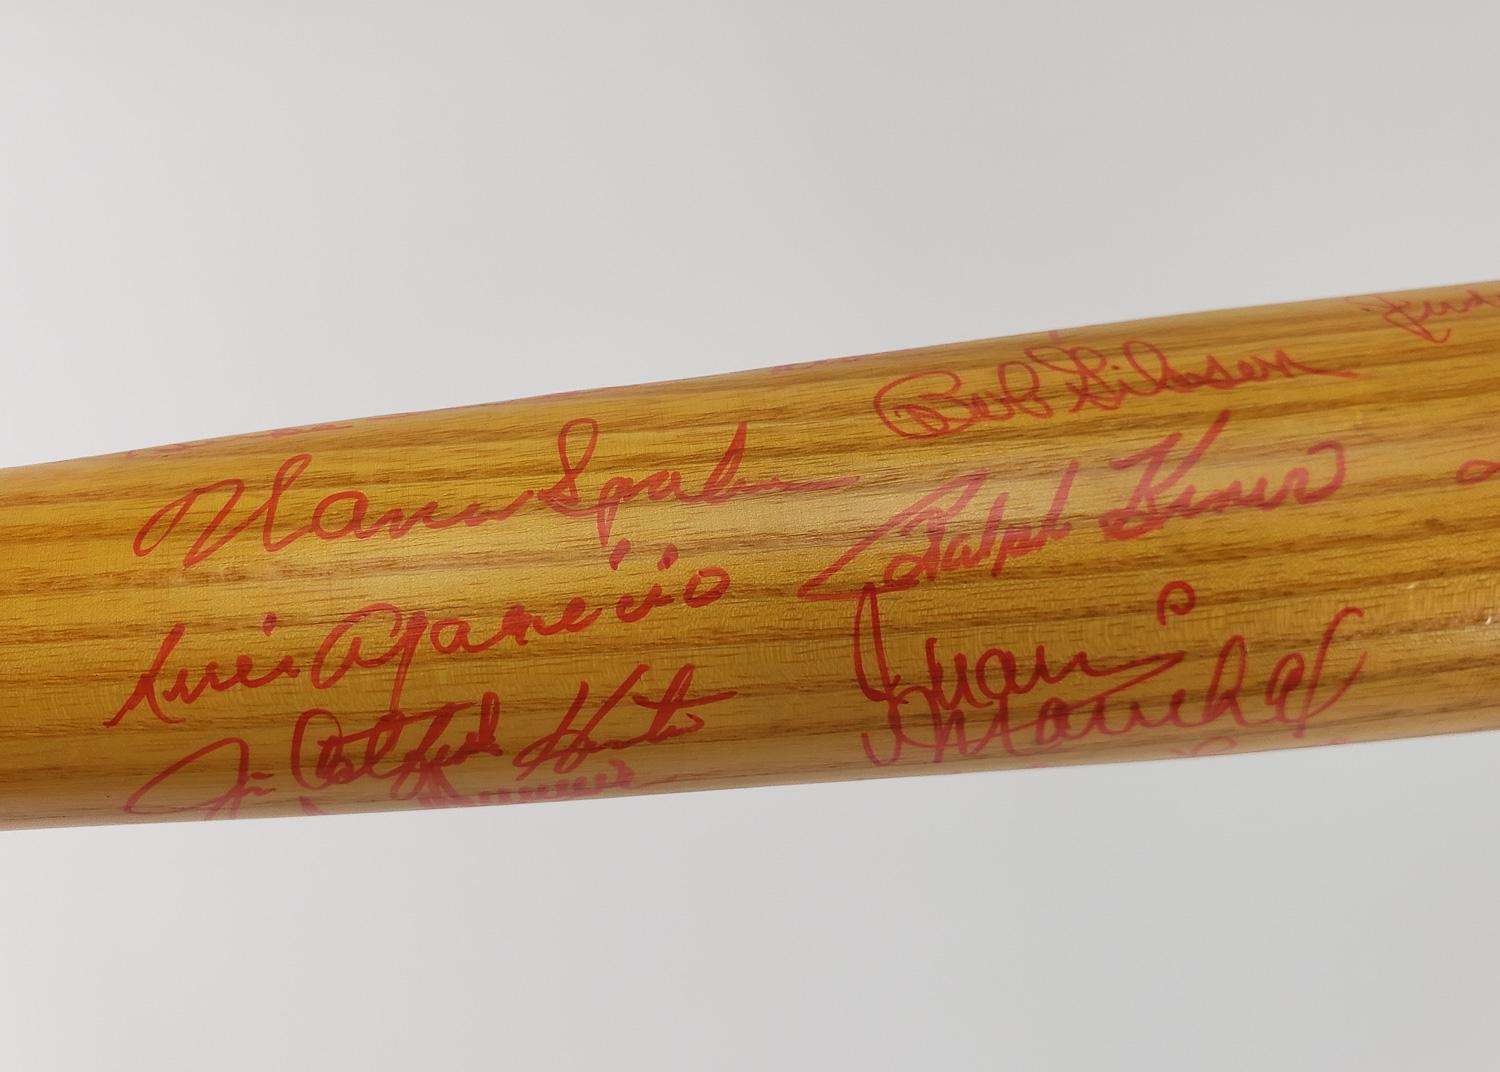 Warren Spahn
Bob Gibson
Luis Aparicio
Ralph Kiner
Jim Catfish Hunter
Juan Marichal